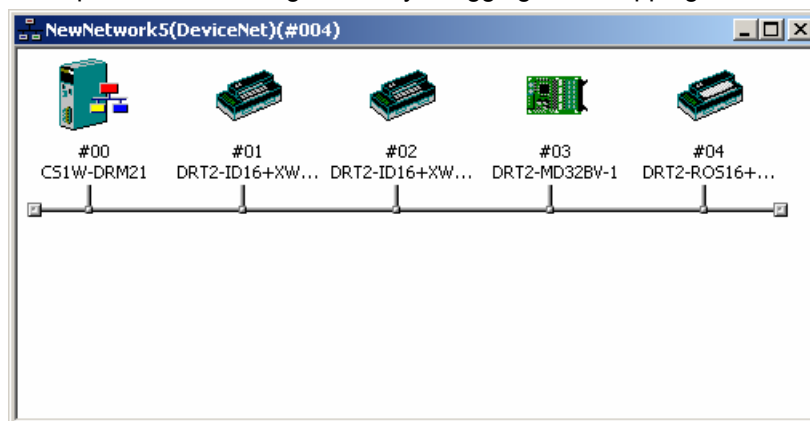 NewNetwork5(DeviceNet)(#004)
#00 #01 #02 #03 #04
CS1W-DRM21 DRT2-ID16+XW... DRT2-ID16+XW... DRT2-MD32BV-1 DRT2-ROS16+...